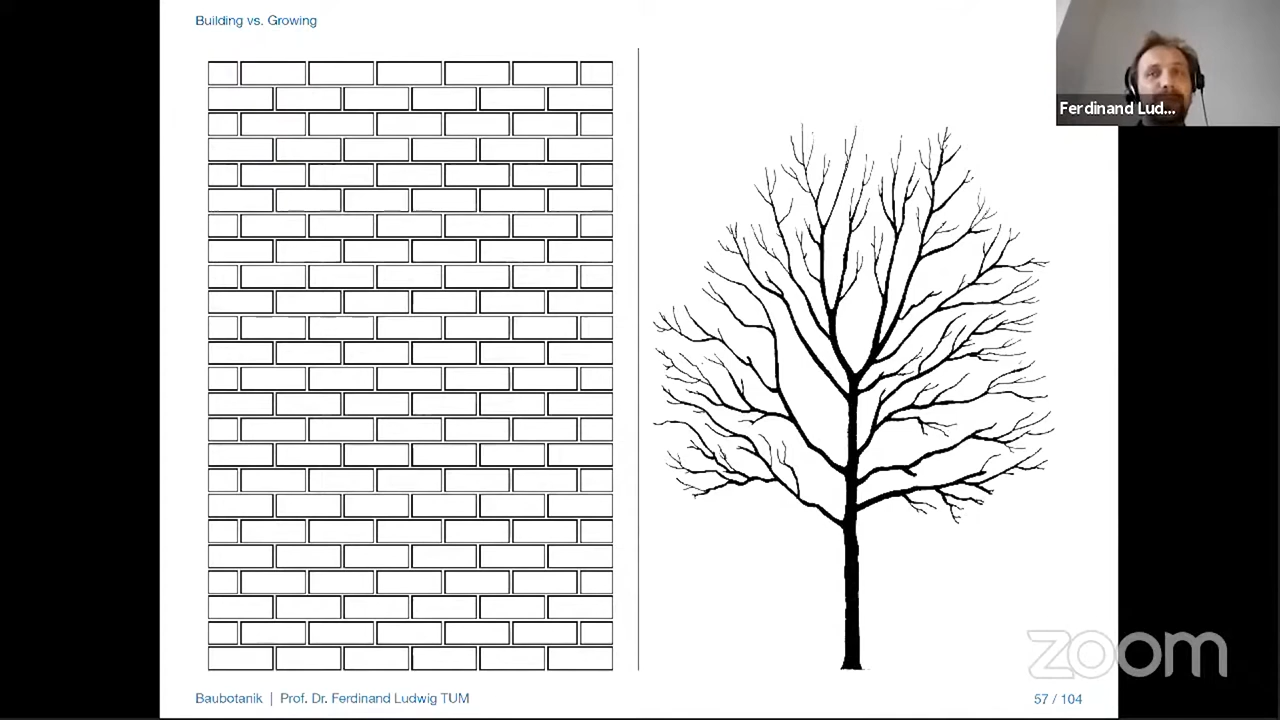 Building vs. Growing
Ferdinand Lud...
zoom
Baubotanik | Prof. Dr. Ferdinand Ludwig TUM
57 / 104